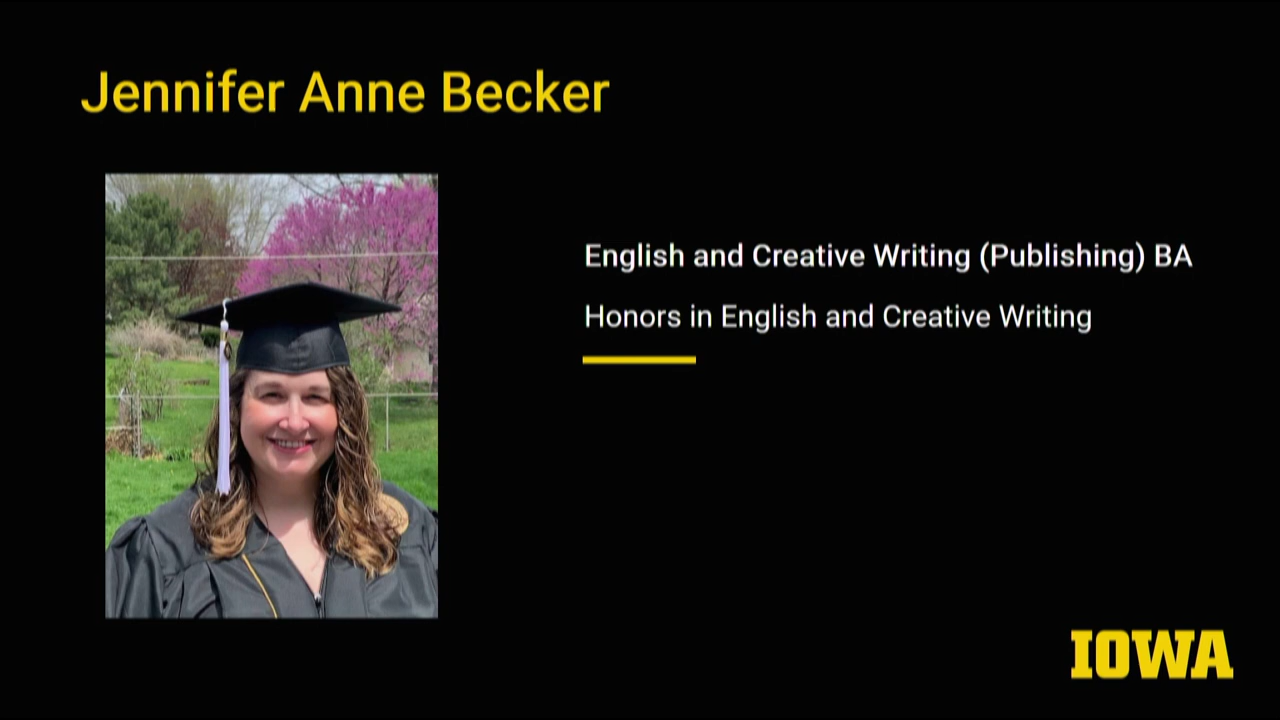 Jennifer Anne Becker
English and Creative Writing (Publishing) BA
Honors in English and Creative Writing
IOWA